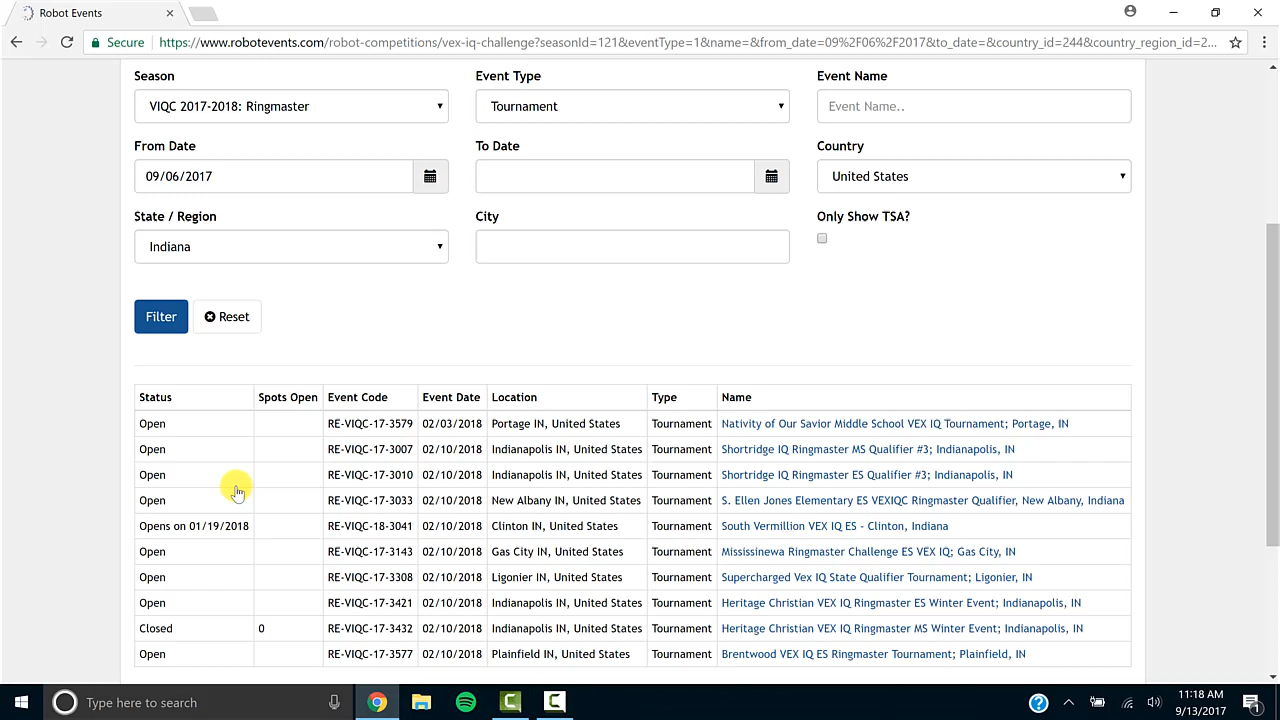 Robot Events
Secure https://www.robotevents.com/robot-competitions/vex-iq-challenge?seasonId=121&eventType=1&name=&from_date=09%2F06%2F2017&to_date=&country_id=244&country_region_id=2...
Season Event Type Event Name
VIQC 2017-2018: Ringmaster Tournament Event Name..
From Date To Date Country
09/06/2017 United States
State / Region City Only Show TSA?
Indiana
Filter Reset
Status Spots Open Event Code Event Date Location Type Name
Open RE-VIQC-17-3579 02/03/2018 Portage IN, United States Tournament Nativity of Our Savior Middle School VEX IQ Tournament; Portage, IN
Open RE-VIQC-17-3007 02/10/2018 Indianapolis IN, United States Tournament Shortridge IQ Ringmaster MS Qualifier #3; Indianapolis, IN
Open RE-VIQC-17-3010 02/10/2018 Indianapolis IN, United States Tournament Shortridge IQ Ringmaster ES Qualifier #3; Indianapolis, IN
Open RE-VIQC-17-3033 02/10/2018 New Albany IN, United States Tournament S. Ellen Jones Elementary ES VEXIQC Ringmaster Qualifier, New Albany, Indiana
Opens on 01/19/2018 RE-VIQC-18-3041 02/10/2018 Clinton IN, United States Tournament South Vermillion VEX IQ ES - Clinton, Indiana
Open RE-VIQC-17-3143 02/10/2018 Gas City IN, United States Tournament Mississinewa Ringmaster Challenge ES VEX IQ; Gas City, IN
Open RE-VIQC-17-3308 02/10/2018 Ligonier IN, United States Tournament Supercharged Vex IQ State Qualifier Tournament; Ligonier, IN
Open RE-VIQC-17-3421 02/10/2018 Indianapolis IN, United States Tournament Heritage Christian VEX IQ Ringmaster ES Winter Event; Indianapolis, IN
Closed 0 RE-VIQC-17-3432 02/10/2018 Indianapolis IN, United States Tournament Heritage Christian VEX IQ Ringmaster MS Winter Event; Indianapolis, IN
Open RE-VIQC-17-3577 02/10/2018 Plainfield IN, United States Tournament Brentwood VEX IQ ES Ringmaster Tournament; Plainfield, IN
Type here to search
11:18 AM
9/13/2017
1